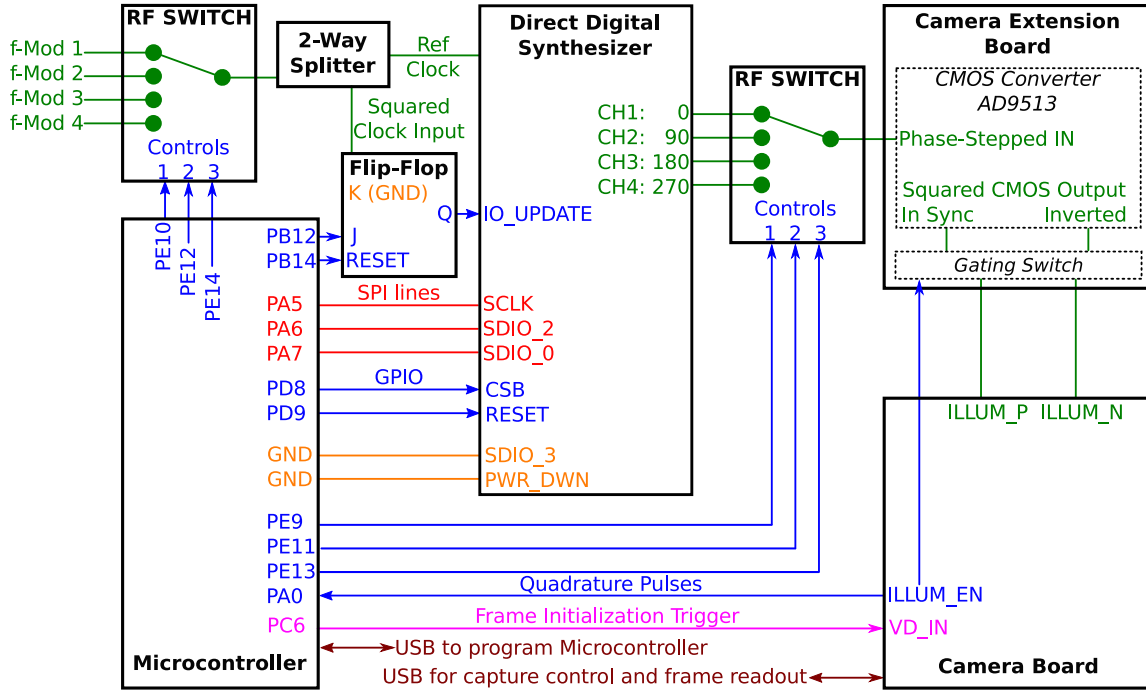 RF SWITCH
f-Mod 1
f-Mod 2
f-Mod 3
f-Mod 4
Controls
1 2 3
2-Way
Splitter
Ref
Clock
Squared
Clock Input
Flip-Flop
K (GND)
Q
J
RESET
Direct Digital
Synthesizer
CH1: 0
CH2: 90
CH3: 180
CH4: 270
IO_UPDATE
SCLK
SDIO_2
SDIO_0
CSB
RESET
SDIO_3
PWR_DWN
RF SWITCH
Controls
1 2 3
Camera Extension
Board
CMOS Converter
AD9513
Phase-Stepped IN
Squared CMOS Output
In Sync Inverted
Gating Switch
PE10
PE12
PE14
PB12
PB14
PA5
PA6
PA7
PD8
PD9
GND
GND
PE9
PE11
PE13
PA0
PC6
Microcontroller
SPI lines
GPIO
Quadrature Pulses
Frame Initialization Trigger
USB to program Microcontroller
USB for capture control and frame readout
ILLUM_P ILLUM_N
ILLUM_EN
VD_IN
Camera Board